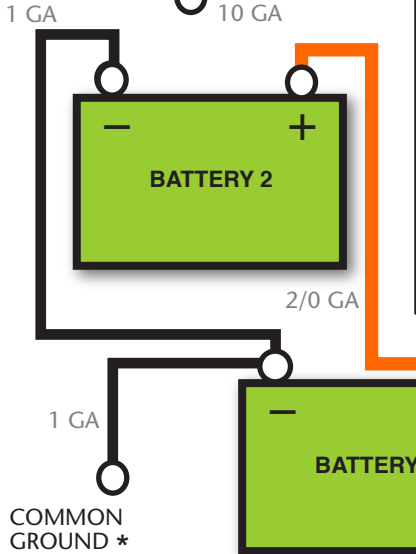 1 GA
10 GA
− +
BATTERY 2
2/0 GA
−
1 GA
BATTERY
COMMON
GROUND *